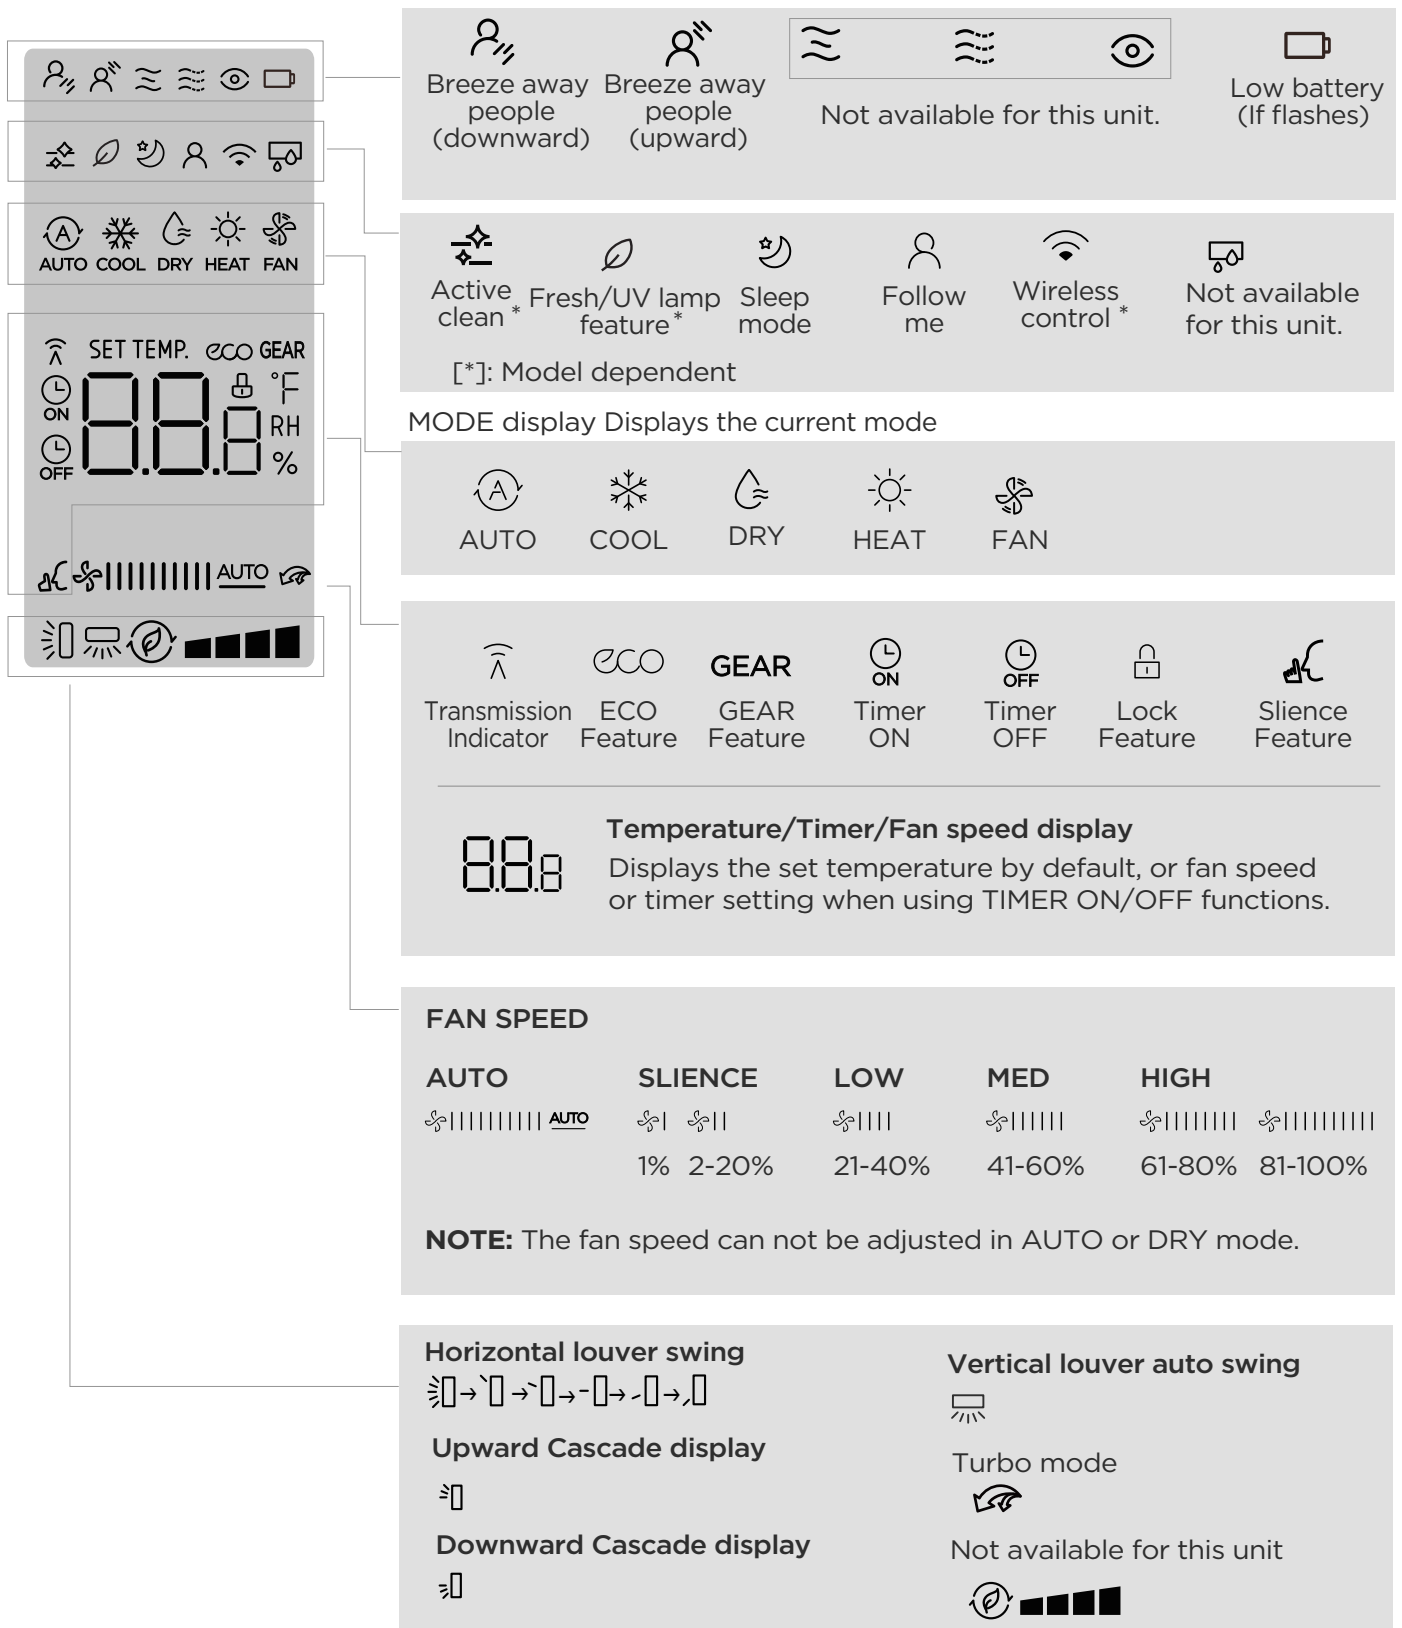 Breeze away people (downward)
Breeze away people (upward)
Not available for this unit.
Low battery (If flashes)
AUTO COOL DRY HEAT FAN
SET TEMP. eco GEAR
ON
°F
RH
OFF
%
AUTO
Active clean *
Fresh/UV lamp feature *
Sleep mode
Follow me
Wireless control *
Not available for this unit.
[*]: Model dependent
MODE display Displays the current mode
AUTO COOL DRY HEAT FAN
eco GEAR ON OFF
Transmission Indicator
ECO Feature
GEAR Feature
Timer ON
Timer OFF
Lock Feature
Slience Feature
Temperature/Timer/Fan speed display
Displays the set temperature by default, or fan speed
or timer setting when using TIMER ON/OFF functions.
FAN SPEED
AUTO SLIENCE LOW MED HIGH
AUTO
1% 2-20% 21-40% 41-60% 61-80% 81-100%
NOTE: The fan speed can not be adjusted in AUTO or DRY mode.
Horizontal louver swing
Upward Cascade display
Downward Cascade display
Vertical louver auto swing
Turbo mode
Not available for this unit